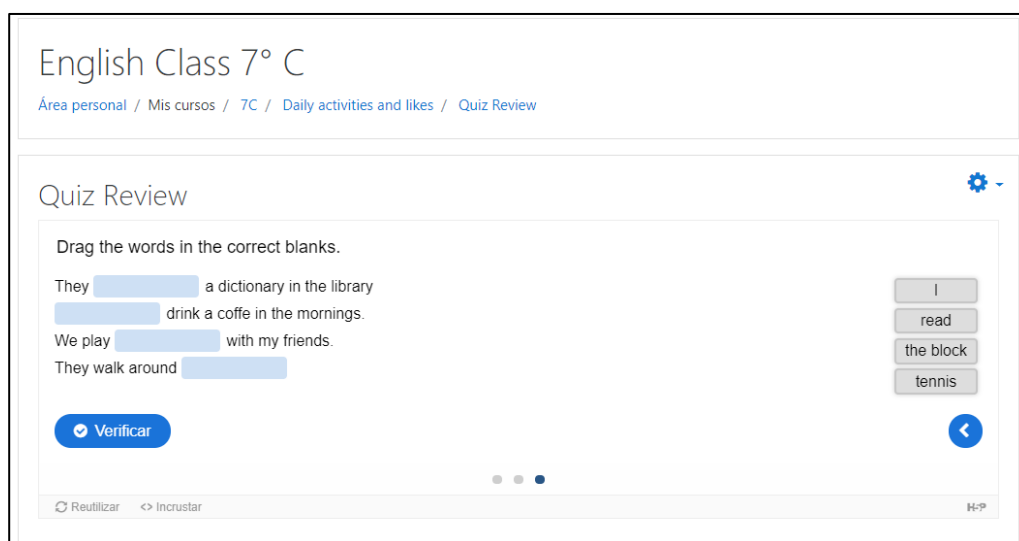 English Class 7° C
Área personal / Mis cursos / 7C / Daily activities and likes / Quiz Review
Quiz Review
Drag the words in the correct blanks.
They a dictionary in the library
drink a coffe in the mornings.
We play with my friends.
They walk around
I
read
the block
tennis
Verificar
Reutilizar <> Incrustar
H5P